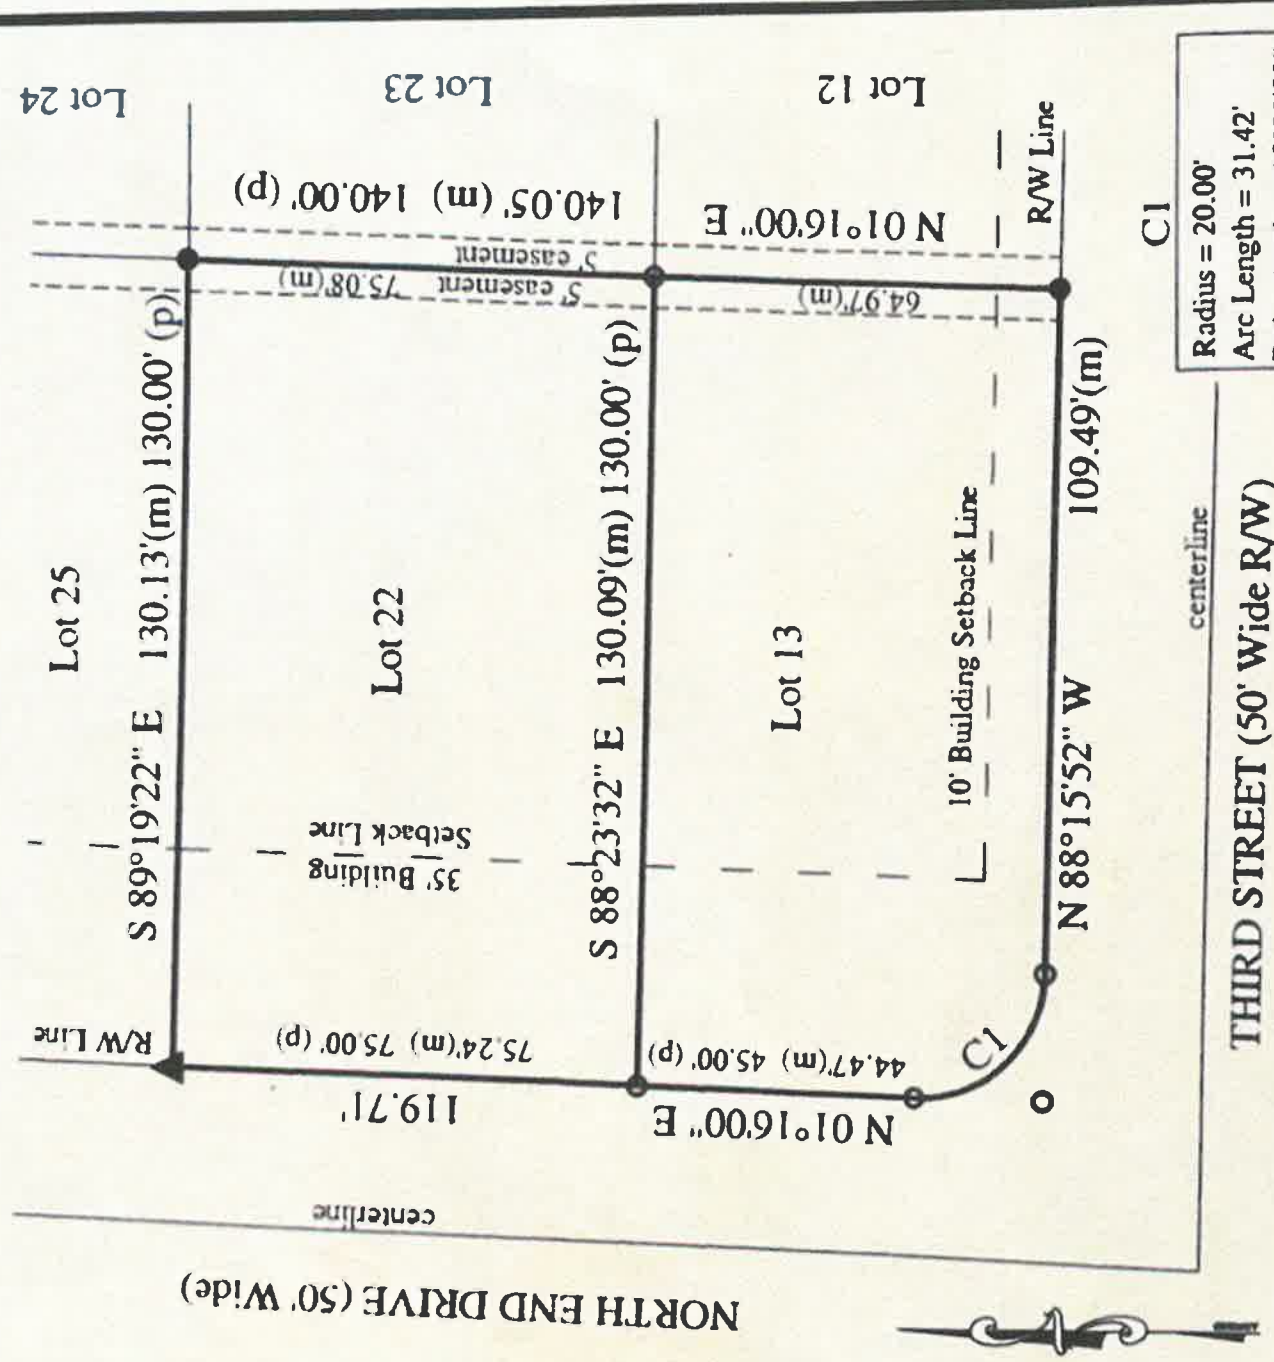 Lot 24
Lot 23
Lot 12
R/W Line
140.05' (m) 140.00' (p)
N 01°16'00" E
5' easement
5' easement
75.08'(m)
64.97'(m)
Lot 25
S 89°19'22" E 130.13'(m) 130.00' (p)
Lot 22
35' Building
Setback Line
S 88°23'32" E 130.09'(m) 130.00' (p)
Lot 13
10' Building Setback Line
N 88°15'52" W 109.49'(m)
R/W Line
75.24'(m) 75.00' (p)
44.47'(m) 45.00' (p)
119.71'
N 01°16'00" E
C1
centerline
NORTH END DRIVE (50' Wide)
centerline
THIRD STREET (50' Wide R/W)
C1
Radius = 20.00'
Arc Length = 31.42'